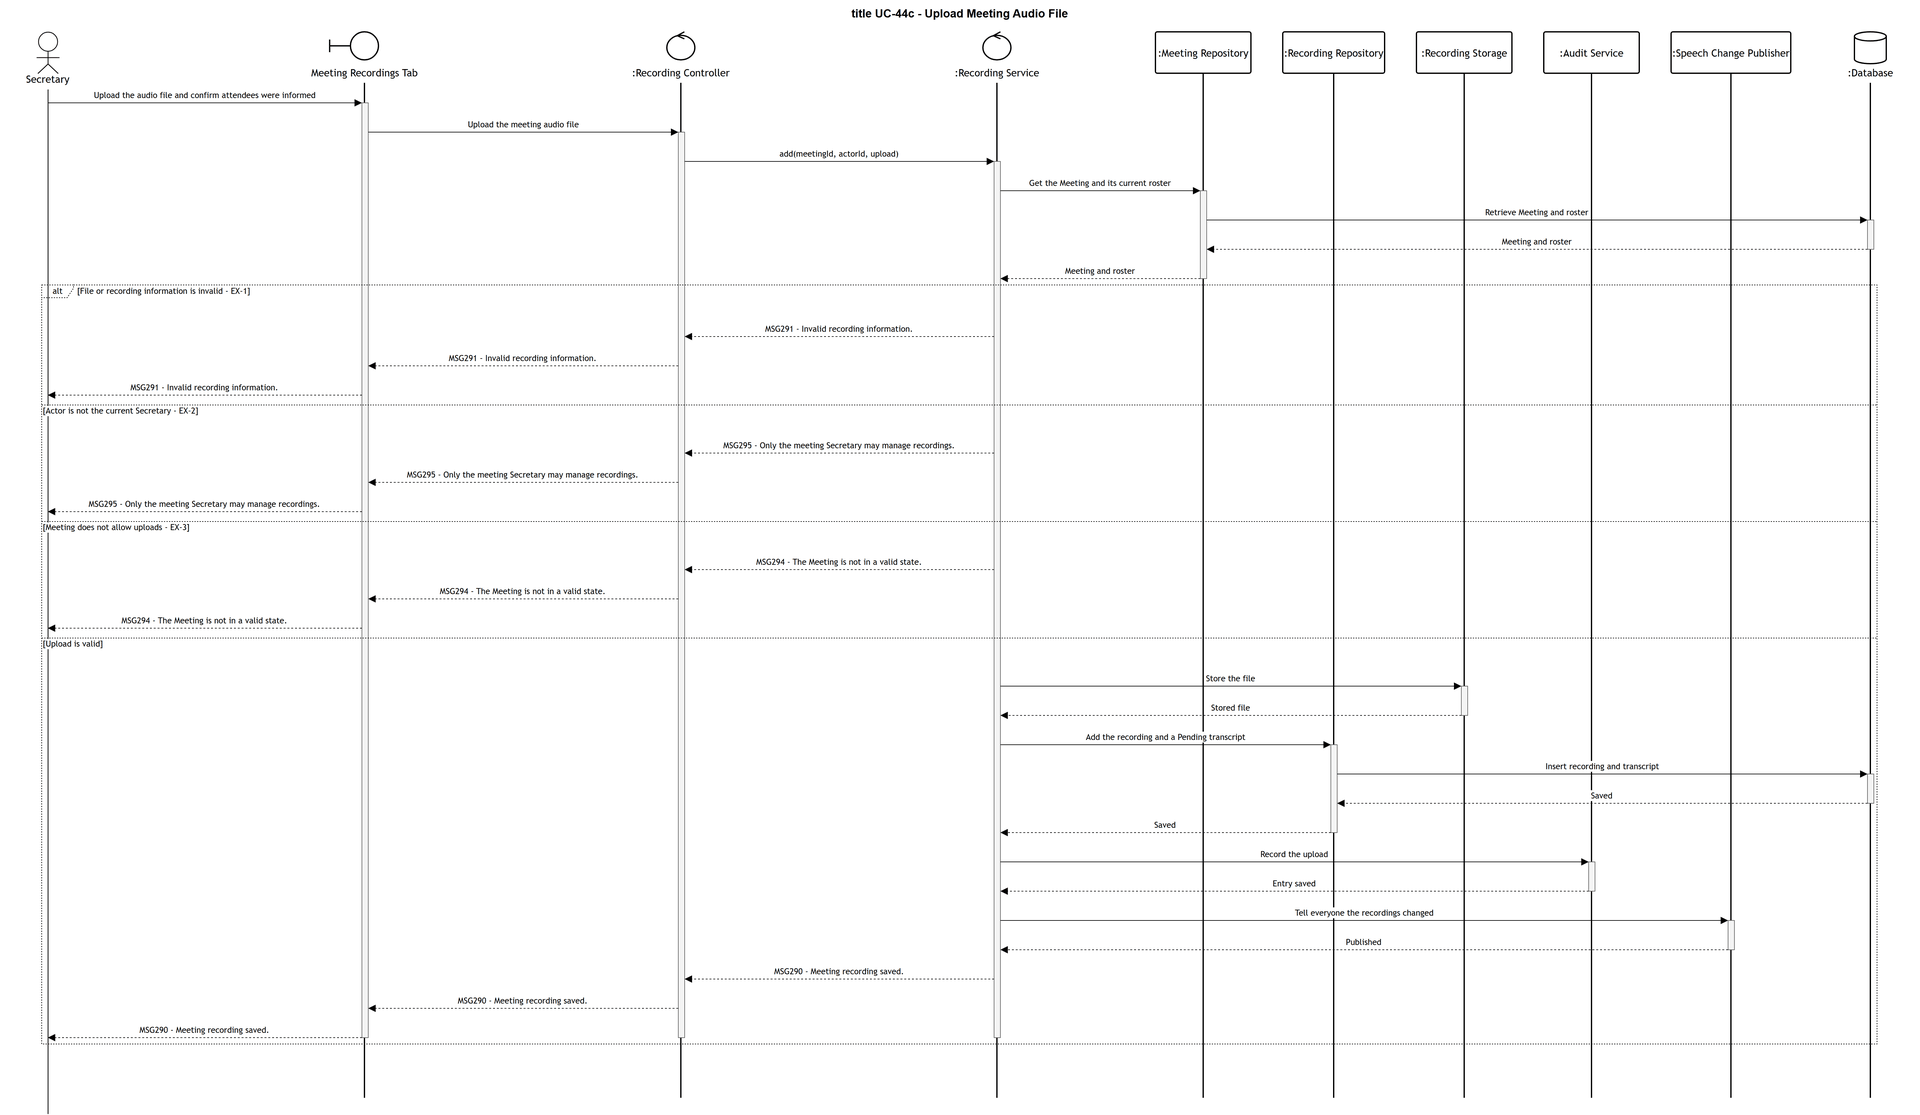 title UC-44c - Upload Meeting Audio File
Secretary
Meeting Recordings Tab
:Recording Controller
:Recording Service
:Meeting Repository
:Recording Repository
:Recording Storage
:Audit Service
:Speech Change Publisher
:Database
Upload the audio file and confirm attendees were informed
Upload the meeting audio file
add(meetingId, actorId, upload)
Get the Meeting and its current roster
Retrieve Meeting and roster
Meeting and roster
Meeting and roster
alt [File or recording information is invalid - EX-1]
MSG291 - Invalid recording information.
MSG291 - Invalid recording information.
MSG291 - Invalid recording information.
[Actor is not the current Secretary - EX-2]
MSG295 - Only the meeting Secretary may manage recordings.
MSG295 - Only the meeting Secretary may manage recordings.
MSG295 - Only the meeting Secretary may manage recordings.
[Meeting does not allow uploads - EX-3]
MSG294 - The Meeting is not in a valid state.
MSG294 - The Meeting is not in a valid state.
MSG294 - The Meeting is not in a valid state.
[Upload is valid]
Store the file
Stored file
Add the recording and a Pending transcript
Insert recording and transcript
Saved
Saved
Record the upload
Entry saved
Tell everyone the recordings changed
Published
MSG290 - Meeting recording saved.
MSG290 - Meeting recording saved.
MSG290 - Meeting recording saved.